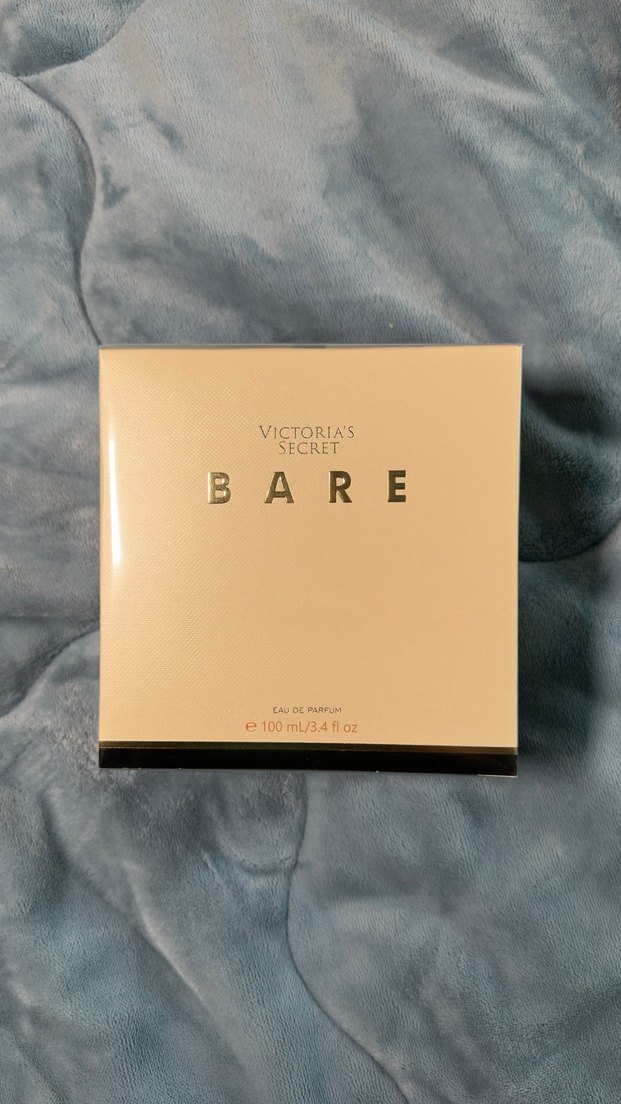 VICTORIA'S
SECRET
BARE
EAU DE PARFUM
℮ 100 mL/3.4 fl oz